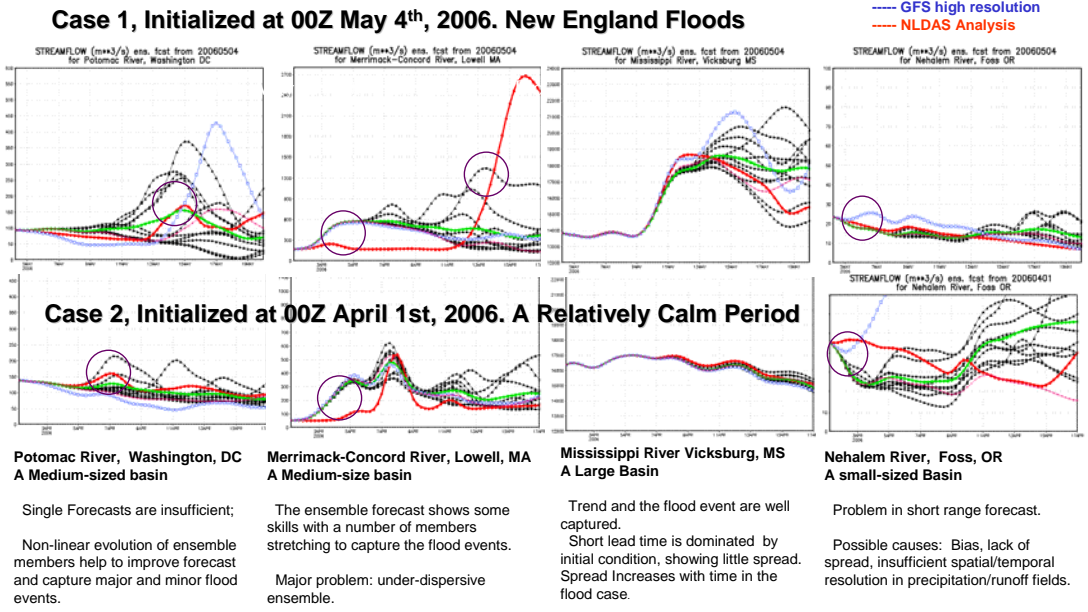 Case 1, Initialized at 00Z May 4th, 2006. New England Floods
----- GFS high resolution
----- NLDAS Analysis
STREAMFLOW (m**3/s) ens. fcst from 20060504
for Potomac River, Washington DC
STREAMFLOW (m**3/s) ens. fcst from 20060504
for Merrimack-Concord River, Lowell MA
STREAMFLOW (m**3/s) ens. fcst from 20060504
for Mississippi River, Vicksburg MS
STREAMFLOW (m**3/s) ens. fcst from 20060504
for Nehalem River, Foss OR
STREAMFLOW (m**3/s) ens. fcst from 20060401
for Nehalem River, Foss OR
Case 2, Initialized at 00Z April 1st, 2006. A Relatively Calm Period
Potomac River, Washington, DC
A Medium-sized basin
Single Forecasts are insufficient;
Non-linear evolution of ensemble
members help to improve forecast
and capture major and minor flood
events.
Merrimack-Concord River, Lowell, MA
A Medium-size basin
The ensemble forecast shows some
skills with a number of members
stretching to capture the flood events.
Major problem: under-dispersive
ensemble.
Mississippi River Vicksburg, MS
A Large Basin
Trend and the flood event are well
captured.
Short lead time is dominated by
initial condition, showing little spread.
Spread Increases with time in the
flood case.
Nehalem River, Foss, OR
A small-sized Basin
Problem in short range forecast.
Possible causes: Bias, lack of
spread, insufficient spatial/temporal
resolution in precipitation/runoff fields.